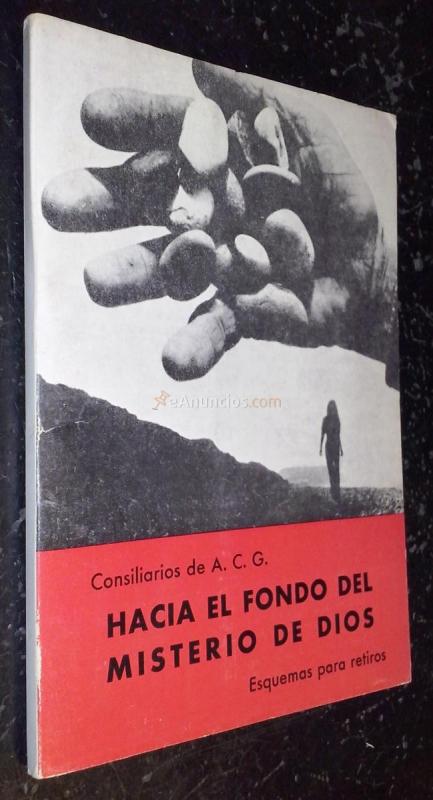 eAnuncios.com
Consiliarios de A. C. G.
HACIA EL FONDO DEL
MISTERIO DE DIOS
Esquemas para retiros